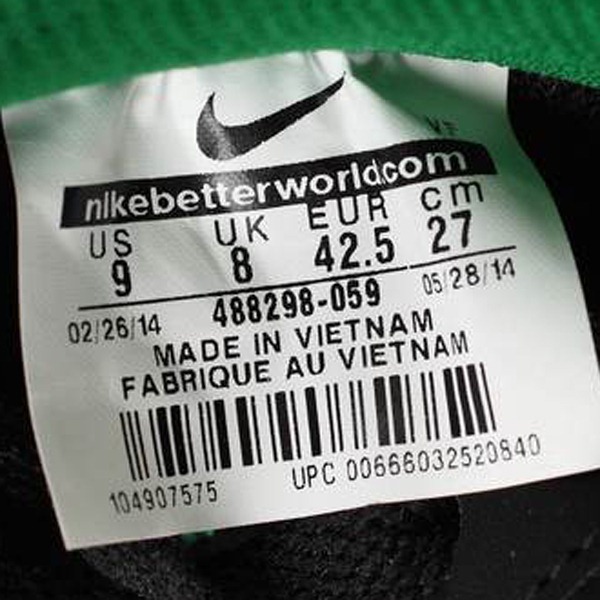 VF
nikebetterworld.com
US UK EUR cm
9 8 42.5 27
02/26/14 488298-059 05/28/14
MADE IN VIETNAM
FABRIQUE AU VIETNAM
104907575 UPC 00666032520840